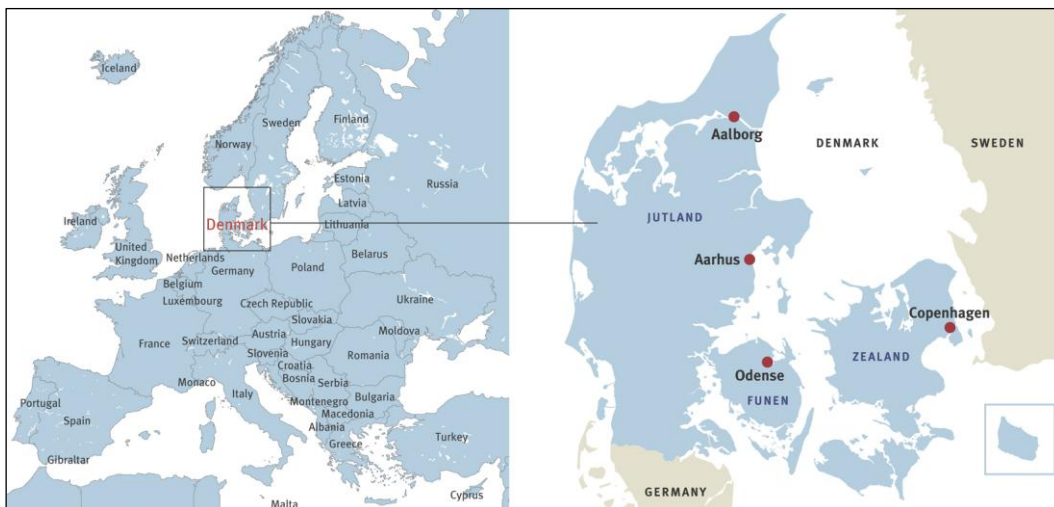 Iceland
Sweden
Finland
Norway
Estonia
Russia
Latvia
Denmark
Lithuania
Ireland
United
Kingdom
Netherlands
Belarus
Germany
Poland
Belgium
Luxembourg
Czech Republic
Ukraine
Slovakia
France
Switzerland
Austria
Hungary
Moldova
Slovenia
Romania
Croatia
Bosnia
Serbia
Monaco
Italy
Montenegro
Bulgaria
Portugal
Spain
Macedonia
Albania
Greece
Turkey
Gibraltar
Malta
Cyprus
Aalborg
DENMARK
SWEDEN
JUTLAND
Aarhus
Copenhagen
ZEALAND
Odense
FUNEN
GERMANY